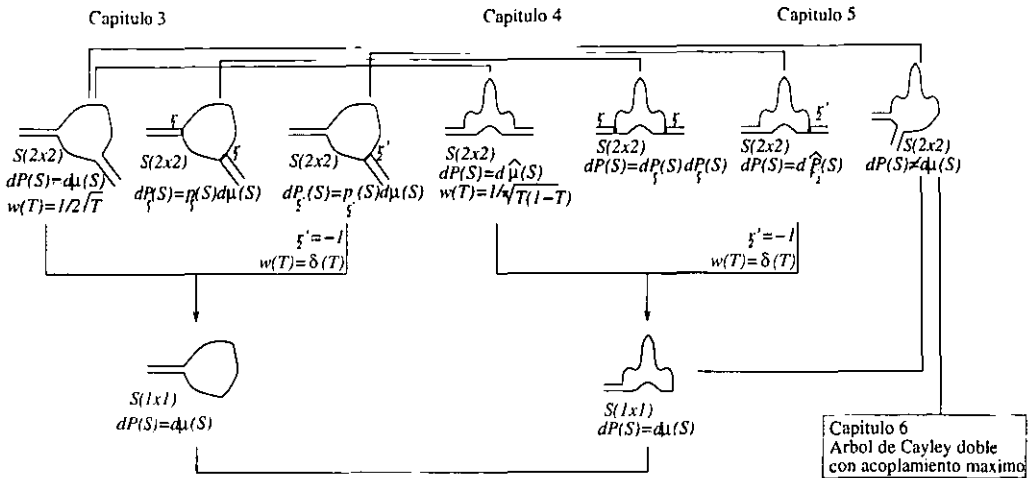 Capitulo 3
Capitulo 4
Capitulo 5
S(2x2)
dP(S)=dμ(S)
w(T)=1/2√T
ξ
ξ
S(2x2)
dP_ξ(S)=p_ξ(S)dμ(S)
ξ'
S(2x2)
dP_ξ'(S)=p_ξ'(S)dμ(S)
S(2x2)
dP(S)=dμ̂(S)
w(T)=1/π√T(1-T)
ξ
ξ
S(2x2)
dP(S)=dP_ξ(S)dP_ξ(S)
ξ'
S(2x2)
dP(S)=dP̂_ξ'(S)
S(2x2)
dP(S)≠dμ(S)
ξ'=-1
w(T)=δ(T)
ξ'=-1
w(T)=δ(T)
S(1x1)
dP(S)=dμ(S)
S(1x1)
dP(S)=dμ(S)
Capitulo 6
Arbol de Cayley doble
con acoplamiento maximo